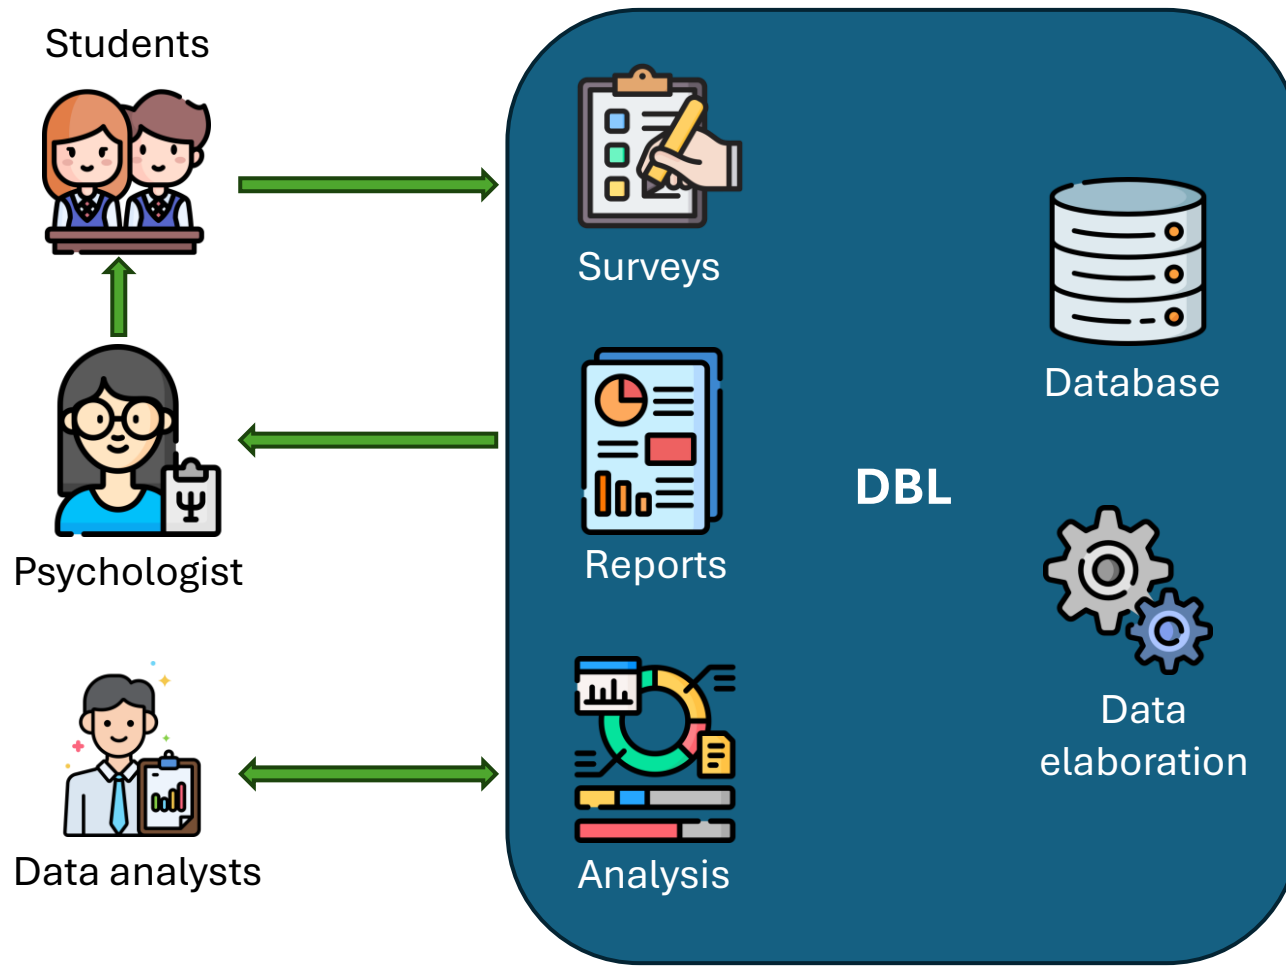 Students
Surveys
Database
Psychologist
Reports
DBL
Data
elaboration
Data analysts
Analysis